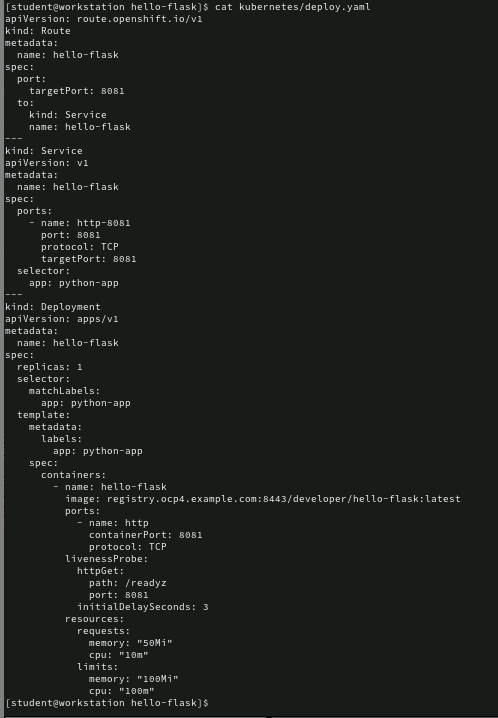 [student@workstation hello-flask]$ cat kubernetes/deploy.yaml
apiVersion: route.openshift.io/v1
kind: Route
metadata:
  name: hello-flask
spec:
  port:
    targetPort: 8081
  to:
    kind: Service
    name: hello-flask
---
kind: Service
apiVersion: v1
metadata:
  name: hello-flask
spec:
  ports:
    - name: http-8081
      port: 8081
      protocol: TCP
      targetPort: 8081
  selector:
    app: python-app
---
kind: Deployment
apiVersion: apps/v1
metadata:
  name: hello-flask
spec:
  replicas: 1
  selector:
    matchLabels:
      app: python-app
  template:
    metadata:
      labels:
        app: python-app
    spec:
      containers:
        - name: hello-flask
          image: registry.ocp4.example.com:8443/developer/hello-flask:latest
          ports:
            - name: http
              containerPort: 8081
              protocol: TCP
          livenessProbe:
            httpGet:
              path: /readyz
              port: 8081
            initialDelaySeconds: 3
          resources:
            requests:
              memory: "50Mi"
              cpu: "10m"
            limits:
              memory: "100Mi"
              cpu: "100m"
[student@workstation hello-flask]$